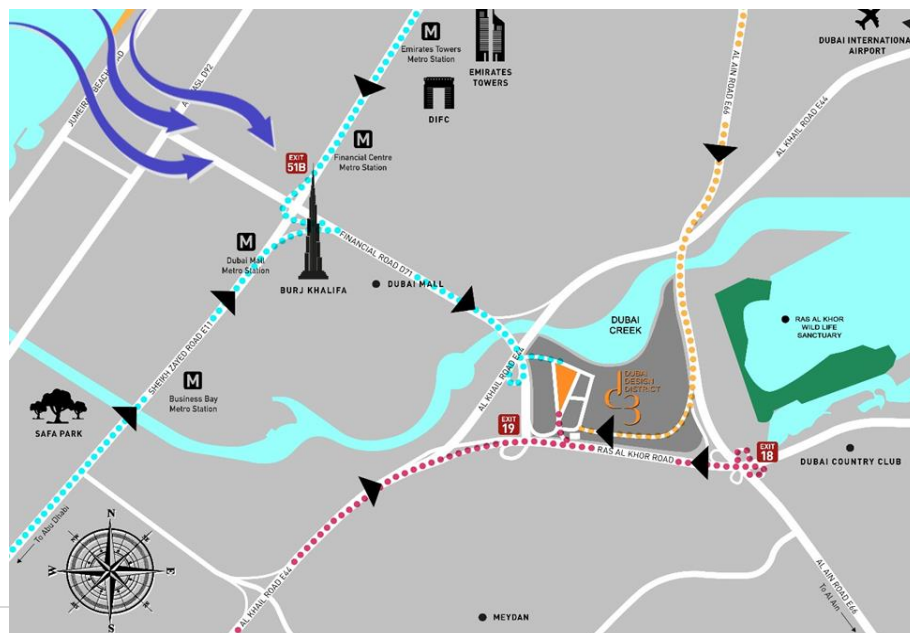 M
Emirates Towers
Metro Station
EMIRATES
TOWERS
DUBAI INTERNATIONAL
AIRPORT
DIFC
AL AIN ROAD E66
AL KHAIL ROAD E44
EXIT
51B
M
Financial Centre
Metro Station
M
Dubai Mall
Metro Station
BURJ KHALIFA
FINANCIAL ROAD D71
DUBAI MALL
SHEIKH ZAYED ROAD E11
DUBAI
CREEK
RAS AL KHOR
WILD LIFE
SANCTUARY
AL KHAIL ROAD E44
d3
DUBAI
DESIGN
DISTRICT
M
Business Bay
Metro Station
SAFA PARK
EXIT
19
RAS AL KHOR ROAD
EXIT
18
DUBAI COUNTRY CLUB
To Abu Dhabi
N
W
E
S
AL KHAIL ROAD E44
MEYDAN
AL AIN ROAD E66
To Al Ain